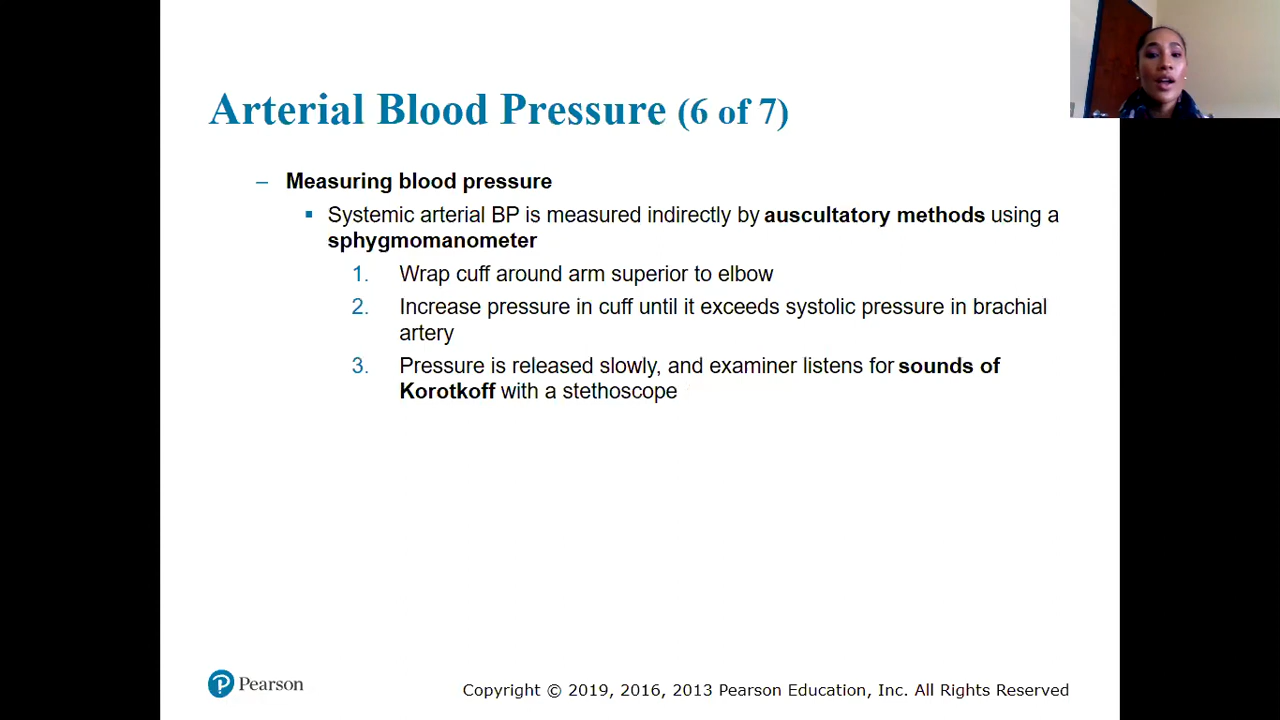 Arterial Blood Pressure (6 of 7)
– Measuring blood pressure
▪ Systemic arterial BP is measured indirectly by auscultatory methods using a
sphygmomanometer
1. Wrap cuff around arm superior to elbow
2. Increase pressure in cuff until it exceeds systolic pressure in brachial
artery
3. Pressure is released slowly, and examiner listens for sounds of
Korotkoff with a stethoscope
Pearson
Copyright © 2019, 2016, 2013 Pearson Education, Inc. All Rights Reserved